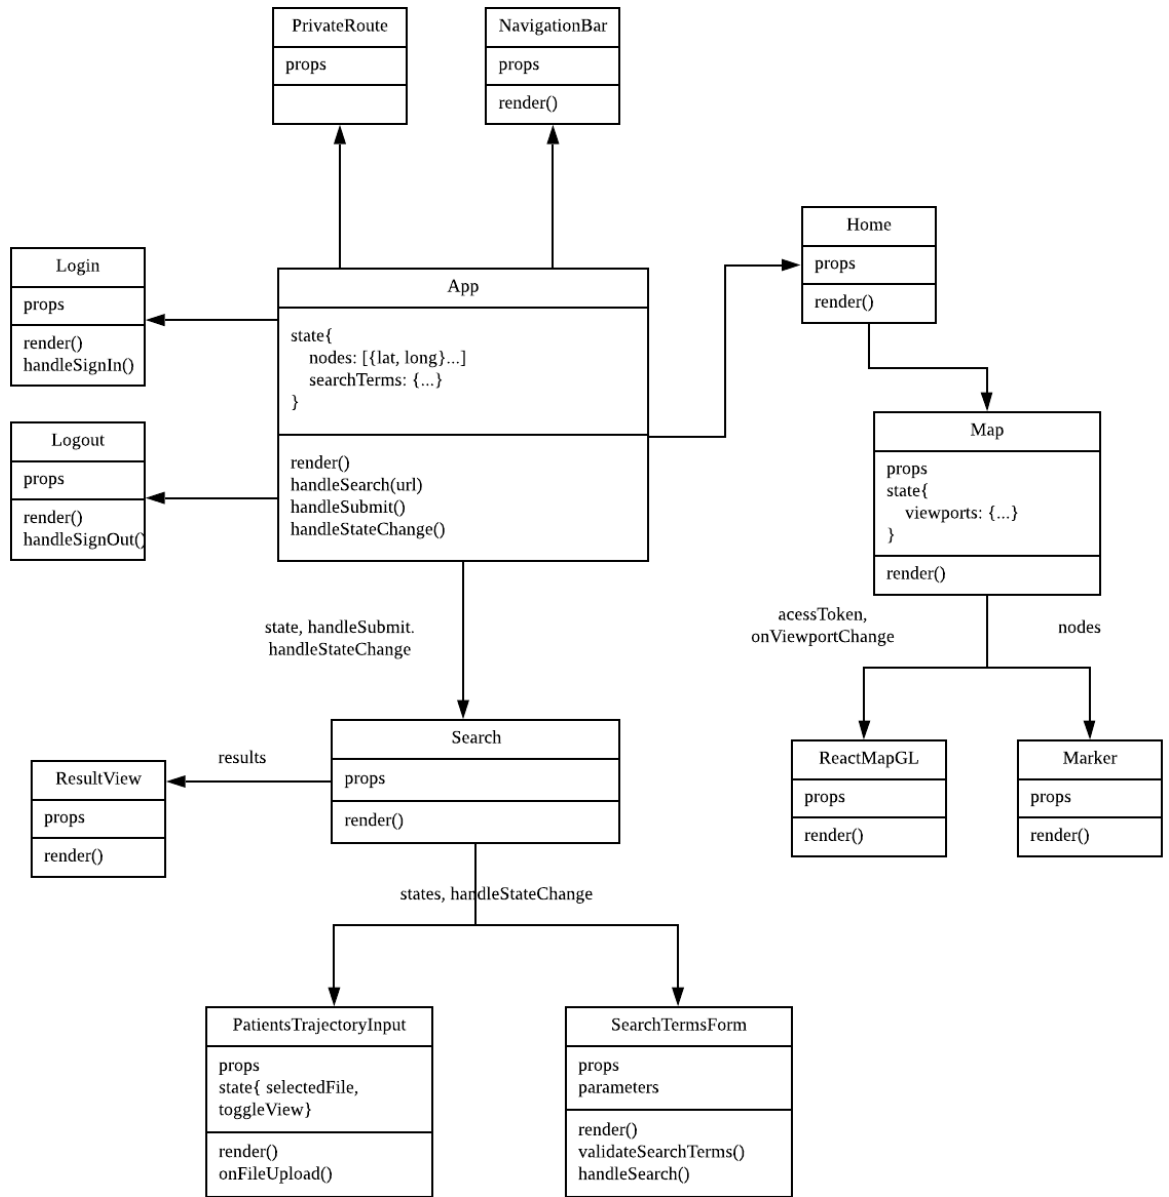 PrivateRoute
props
NavigationBar
props
render()
Home
props
render()
Login
props
render()
handleSignIn()
App
state{
nodes: [{lat, long}...]
searchTerms: {...}
}
render()
handleSearch(url)
handleSubmit()
handleStateChange()
Logout
props
render()
handleSignOut()
Map
props
state{
viewports: {...}
}
render()
state, handleSubmit.
handleStateChange
acessToken,
onViewportChange
nodes
Search
props
render()
results
ResultView
props
render()
ReactMapGL
props
render()
Marker
props
render()
states, handleStateChange
PatientsTrajectoryInput
props
state{ selectedFile,
toggleView}
render()
onFileUpload()
SearchTermsForm
props
parameters
render()
validateSearchTerms()
handleSearch()